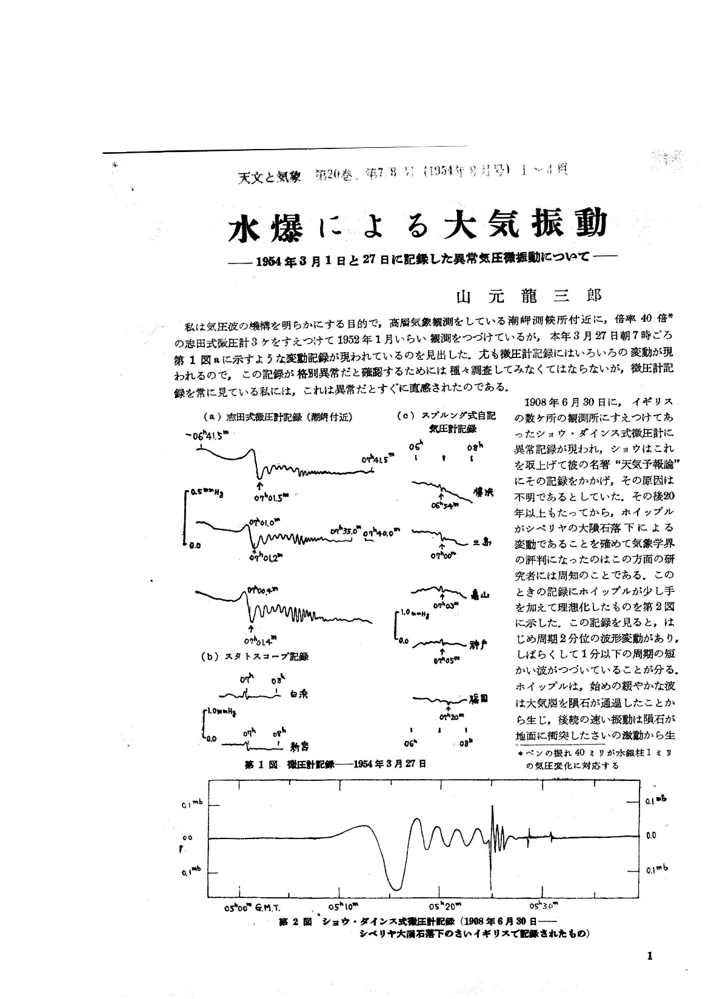 天文と気象 第20巻、第7.8号 (1954年8月号) 1～4頁
水爆による大気振動
――1954年3月1日と27日に記録した異常気圧微振動について――
山元龍三郎
私は気圧波の機構を明らかにする目的で，高層気象観測をしている潮岬測候所付近に，倍率 40 倍*
の志田式微圧計3ヶをすえつけて 1952年1月いらい 観測をつづけているが，本年3月27日朝7時ごろ
第1図aに示すような変動記録が現われているのを見出した．尤も微圧計記録にはいろいろの 変動が現
われるので，この記録が 格別異常だと確認するためには 種々調査してみなくてはならないが，微圧計記
録を常に見ている私には，これは異常だとすぐに直感されたのである．
(a) 志田式微圧計記録 (潮岬付近)
06h41.5m
07h41.5m
07h01.5m
0.5mmHg
0.0
07h01.0m
07h35.0m 07h40.0m
07h01.2m
07h00.4m
07h01.4m
(b) スタトスコープ記録
07h 08h
白浜
1.0mmHg
0.0
07h 08h
新宮
(c) スプルング式自記
気圧計記録
06h 08h
横浜
06h54m
三島
07h00m
亀山
07h03m
1.0mmHg
0.0
神戸
07h05m
福岡
07h20m
06h 08h
第1図 微圧計記録――1954年3月27日
1908年6月30日に，イギリス
の数ヶ所の観測所にすえつけてあ
ったショウ・ダインス式微圧計に
異常記録が現われ，ショウはこれ
を取上げて彼の名著 “天気予報論”
にその記録をかかげ，その原因は
不明であるとしていた．その後20
年以上もたってから，ホイップル
がシベリヤの大隕石落下による
変動であることを確めて気象学界
の評判になったのはこの方面の研
究者には周知のことである．この
ときの記録にホイップルが少し手
を加えて理想化したものを第2図
に示した．この記録を見ると，は
じめ周期2分位の波形変動があり，
しばらくして1分以下の周期の短
かい波がつづいていることが分る．
ホイップルは，始めの緩やかな波
は大気層を隕石が通過したことか
ら生じ，後続の速い振動は隕石が
地面に衝突したさいの激動から生
*ペンの振れ 40 ミリが水銀柱1ミリ
の気圧変化に対応する
0.1mb
0.0
0.1mb
0.1mb
0.0
0.1mb
05h00m G.M.T. 05h10m 05h20m 05h30m
第2図 ショウ・ダインス式微圧計記録 (1908年6月30日――
シベリヤ大隕石落下のさいイギリスで記録されたもの)
1